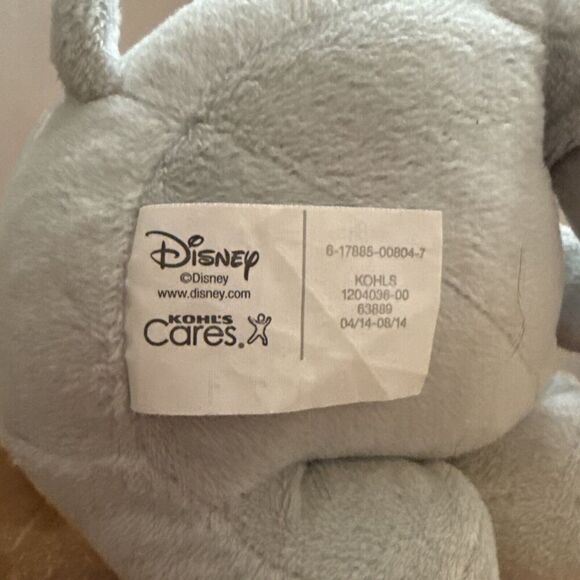 Disney
©Disney
www.disney.com
KOHL'S
Cares.
6-17885-00804-7
KOHLS
1204036-00
63889
04/14-08/14